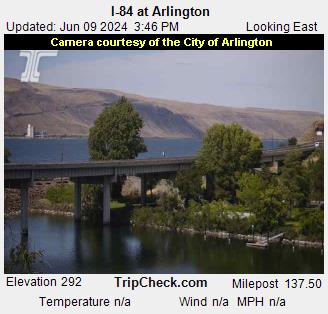 I-84 at Arlington
Updated: Jun 09 2024  3:46 PM Looking East
Camera courtesy of the City of Arlington
Elevation 292 TripCheck.com Milepost 137.50
Temperature n/a Wind n/a MPH n/a